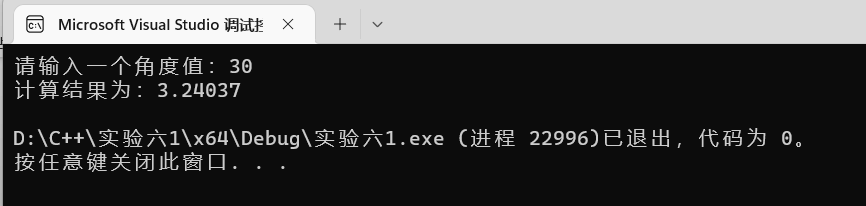 Microsoft Visual Studio 调试
请输入一个角度值：30
计算结果为：3.24037
D:\C++\实验六1\x64\Debug\实验六1.exe (进程 22996)已退出，代码为 0。
按任意键关闭此窗口. . .